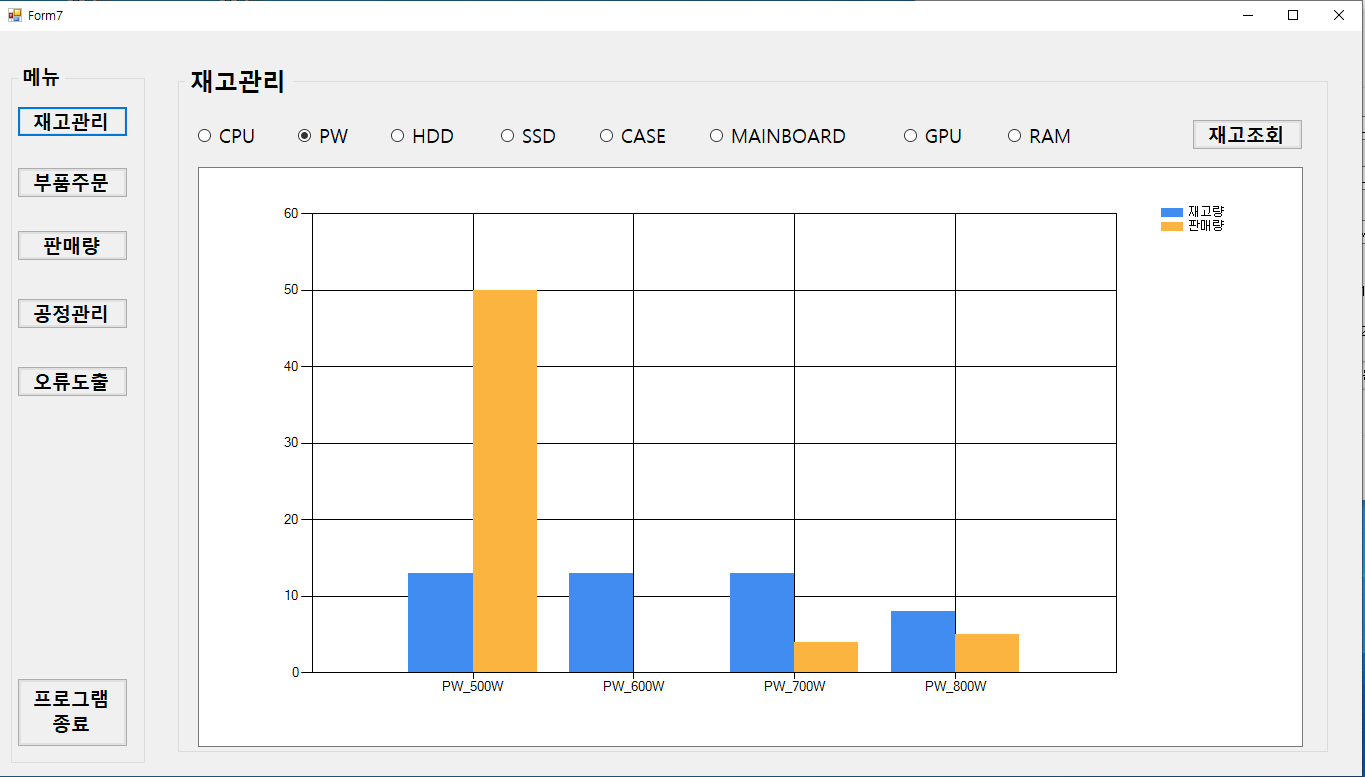 Form7
메뉴
재고관리
부품주문
판매량
공정관리
오류도출
프로그램
종료
재고관리
CPU PW HDD SSD CASE MAINBOARD GPU RAM 재고조회
재고량
판매량
60
50
40
30
20
10
0
PW_500W PW_600W PW_700W PW_800W